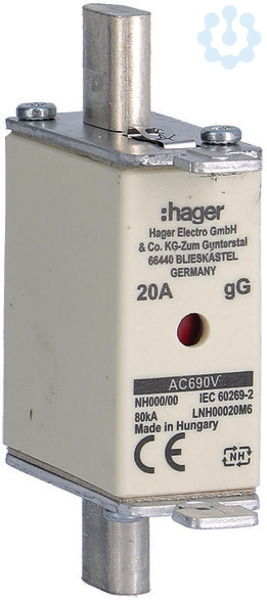 :hager
Hager Electro GmbH
& Co. KG-Zum Gunterstal
66440 BLIESKASTEL
GERMANY
20A gG
AC690V
NH000/00 IEC 60269-2
80kA LNH00020M6
Made in Hungary
CE NH